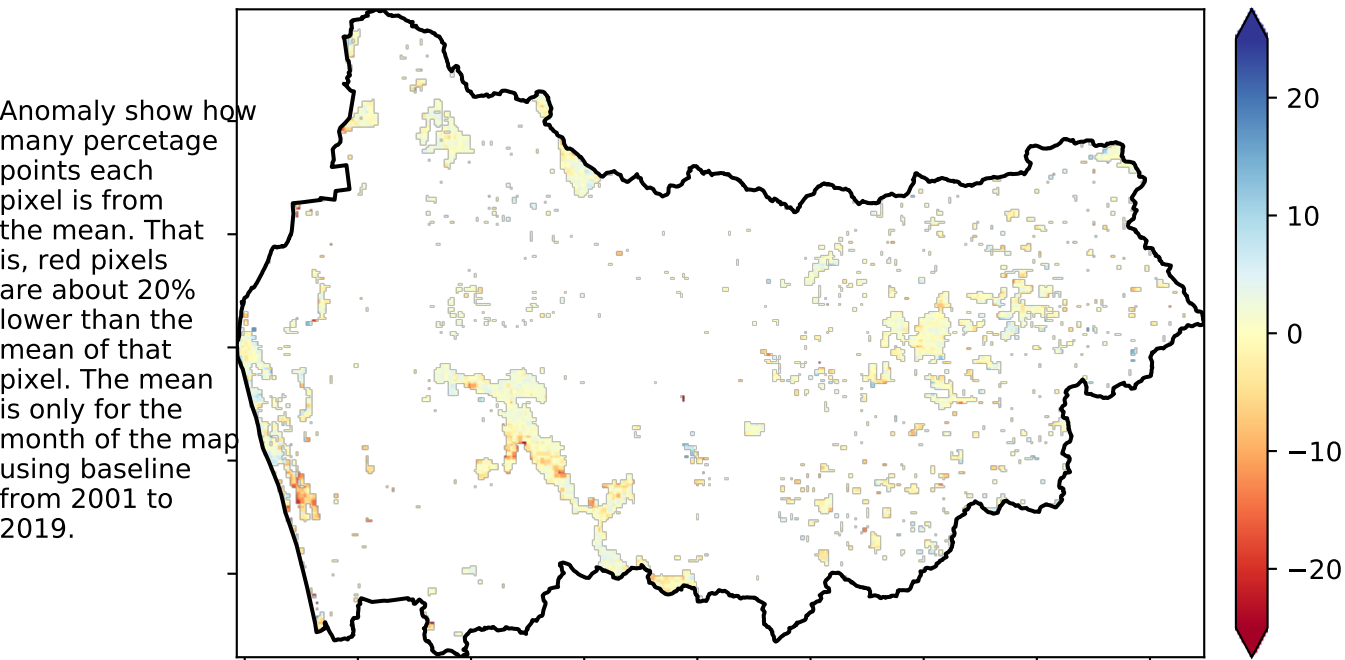 Anomaly show how
many percetage
points each
pixel is from
the mean. That
is, red pixels
are about 20%
lower than the
mean of that
pixel. The mean
is only for the
month of the map
using baseline
from 2001 to
2019.
20
10
0
−10
−20